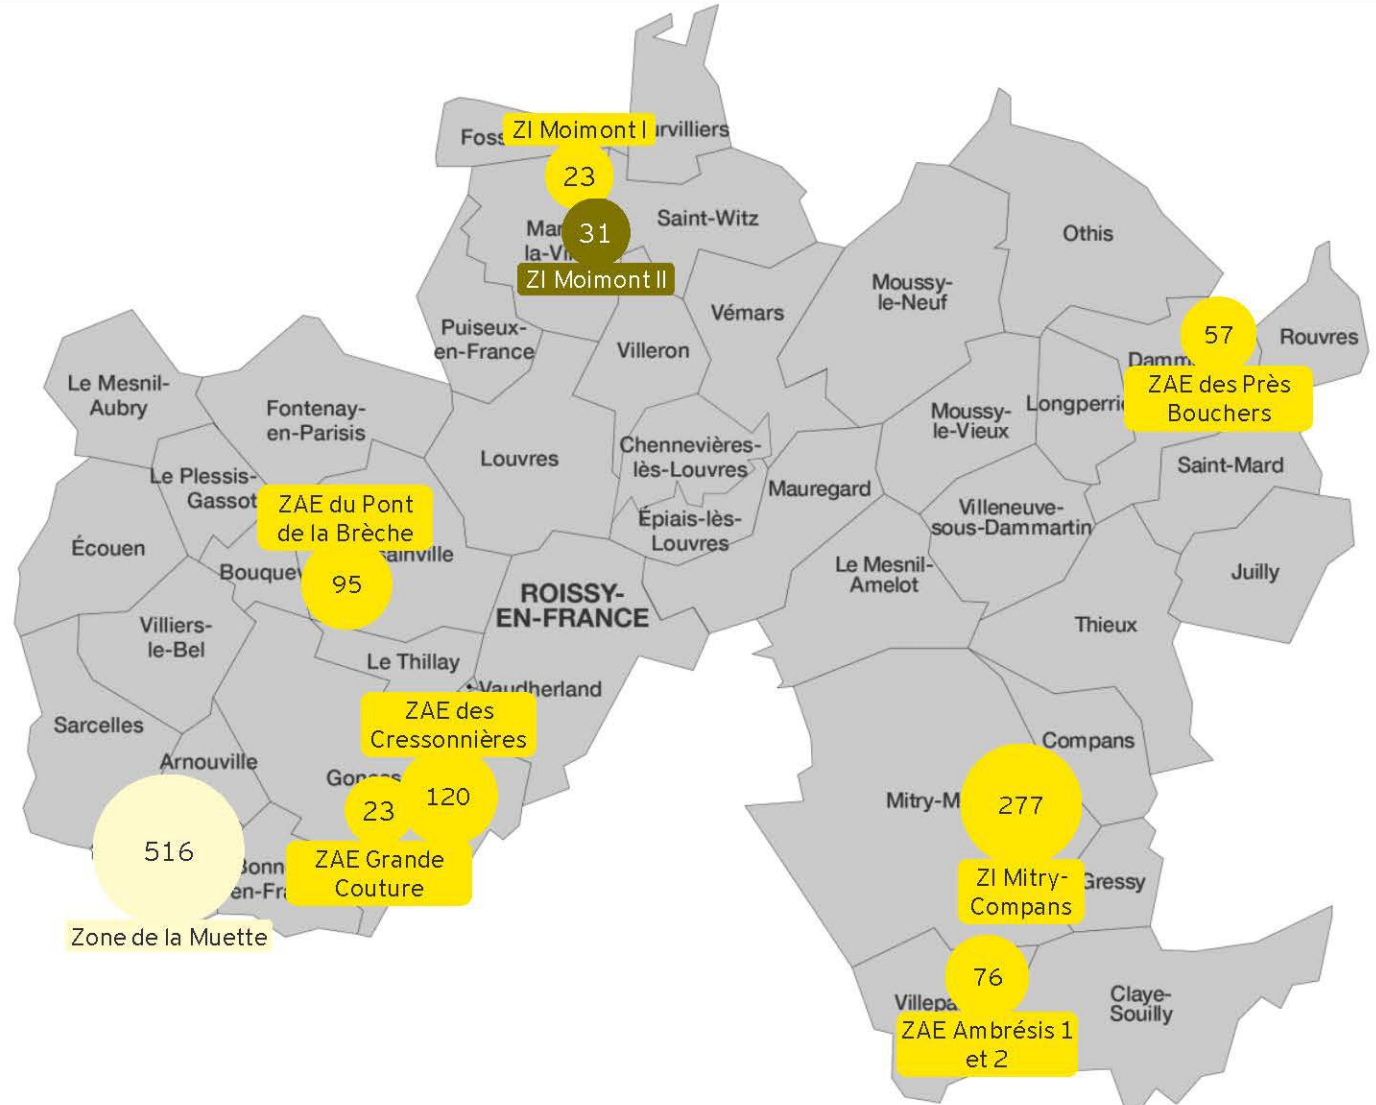 Foss
ZI Moimont I
urvilliers
23
Saint-Witz
Mar
la-Vi
31
ZI Moimont II
Othis
Moussy-
le-Neuf
Vémars
Puiseux-
en-France
Villeron
57
Rouvres
Damm
ZAE des Près
Bouchers
Le Mesnil-
Aubry
Fontenay-
en-Parisis
Moussy-
le-Vieux
Longperri
Louvres
Chennevières-
lès-Louvres
Mauregard
Saint-Mard
Le Plessis-
Gassot
ZAE du Pont
de la Brèche
Épiais-lès-
Louvres
Villeneuve-
sous-Dammartin
Écouen
sainville
Bouquev
95
ROISSY-
EN-FRANCE
Le Mesnil-
Amelot
Juilly
Villiers-
le-Bel
Le Thillay
Thieux
Vaudherland
Sarcelles
ZAE des
Cressonnières
Arnouville
Compans
Gon
23
120
Mitry-M
277
516
Bonn
en-Fra
ZAE Grande
Couture
ZI Mitry-
Compans
Gressy
Zone de la Muette
76
Villepa
Claye-
Souilly
ZAE Ambrésis 1
et 2